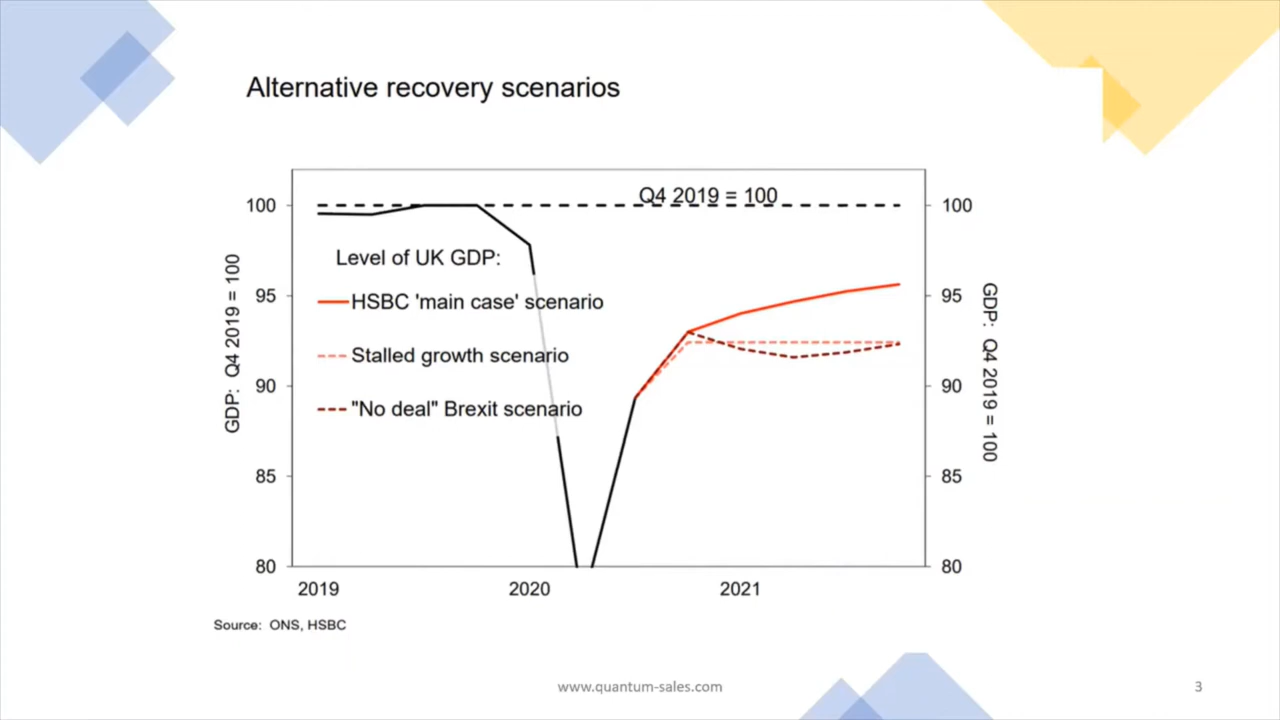 Alternative recovery scenarios
Q4 2019 = 100
100
95
90
85
80
GDP: Q4 2019 = 100
Level of UK GDP:
HSBC 'main case' scenario
Stalled growth scenario
"No deal" Brexit scenario
100
95
90
85
80
GDP: Q4 2019 = 100
2019 2020 2021
Source: ONS, HSBC
www.quantum-sales.com
3